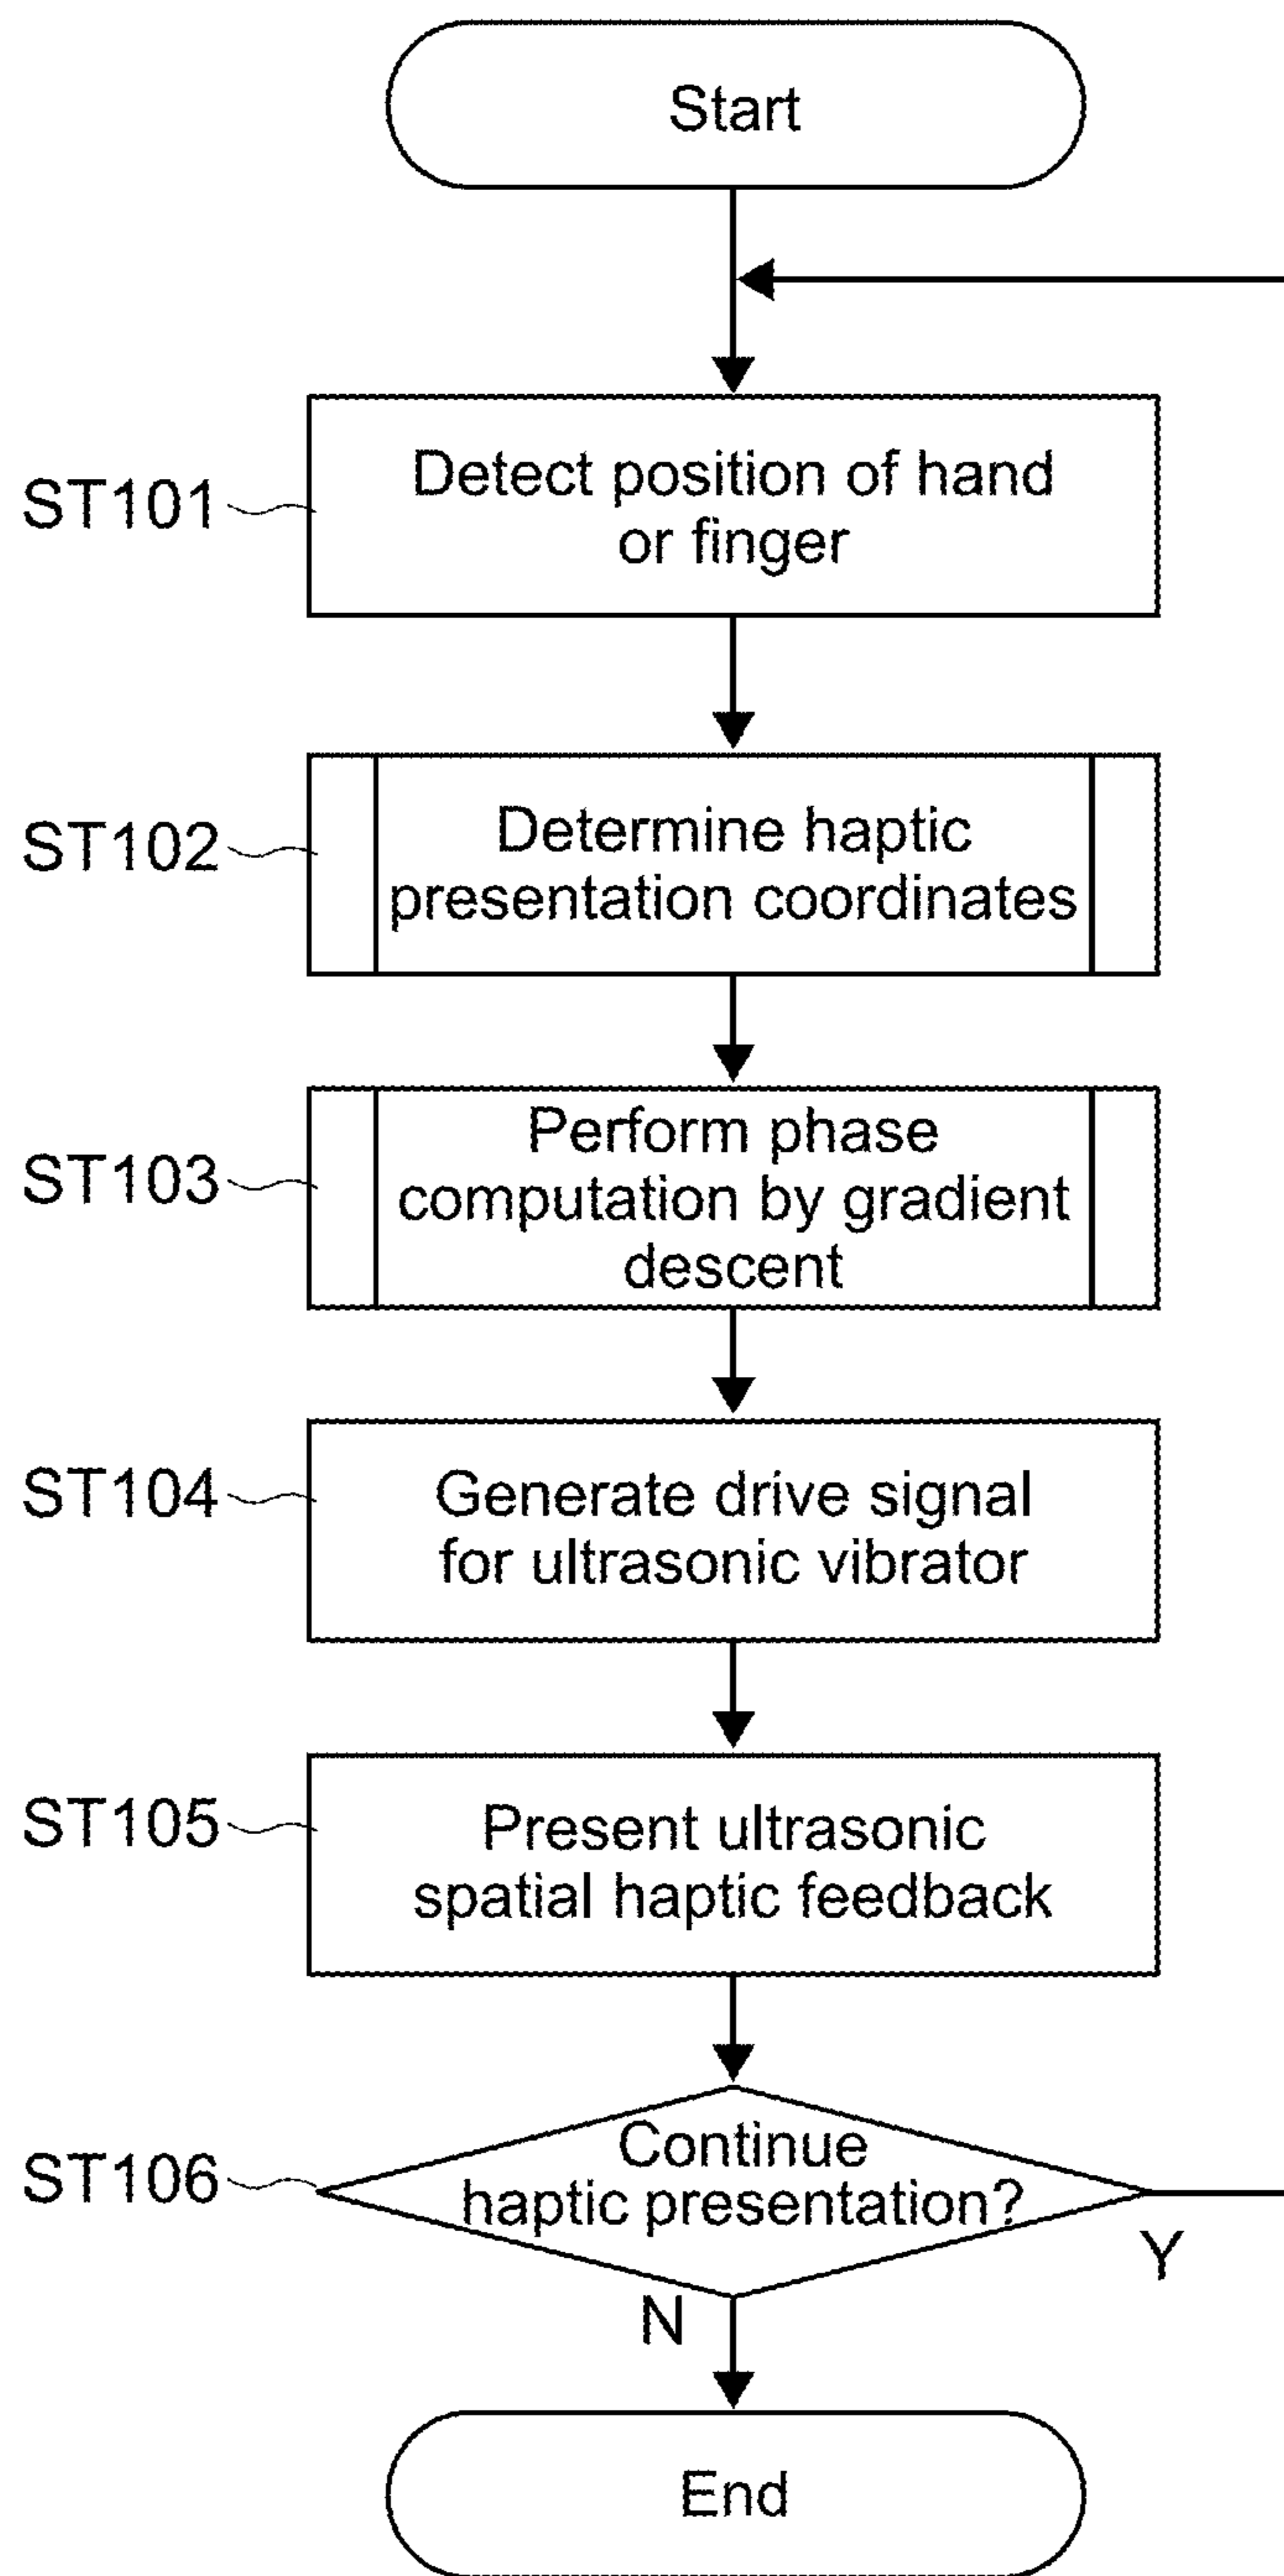 Start
ST101
Detect position of hand
or finger
ST102
Determine haptic
presentation coordinates
ST103
Perform phase
computation by gradient
descent
ST104
Generate drive signal
for ultrasonic vibrator
ST105
Present ultrasonic
spatial haptic feedback
ST106
Continue
haptic presentation?
Y
N
End